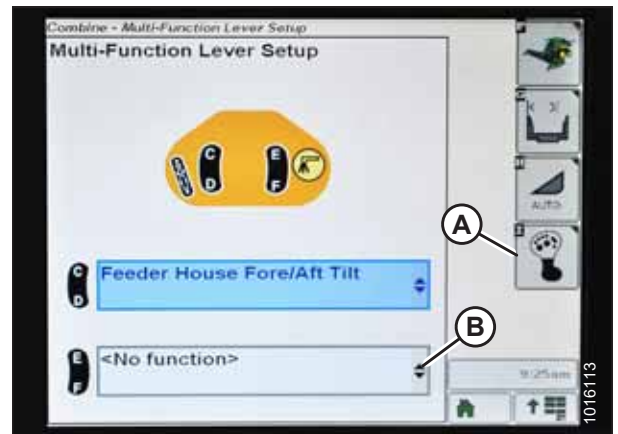 Combine - Multi-Function Lever Setup
Multi-Function Lever Setup
C
D
E
F
AUTO
A
C
D
Feeder House Fore/Aft Tilt
B
E
F
<No function>
9:25am
1016113